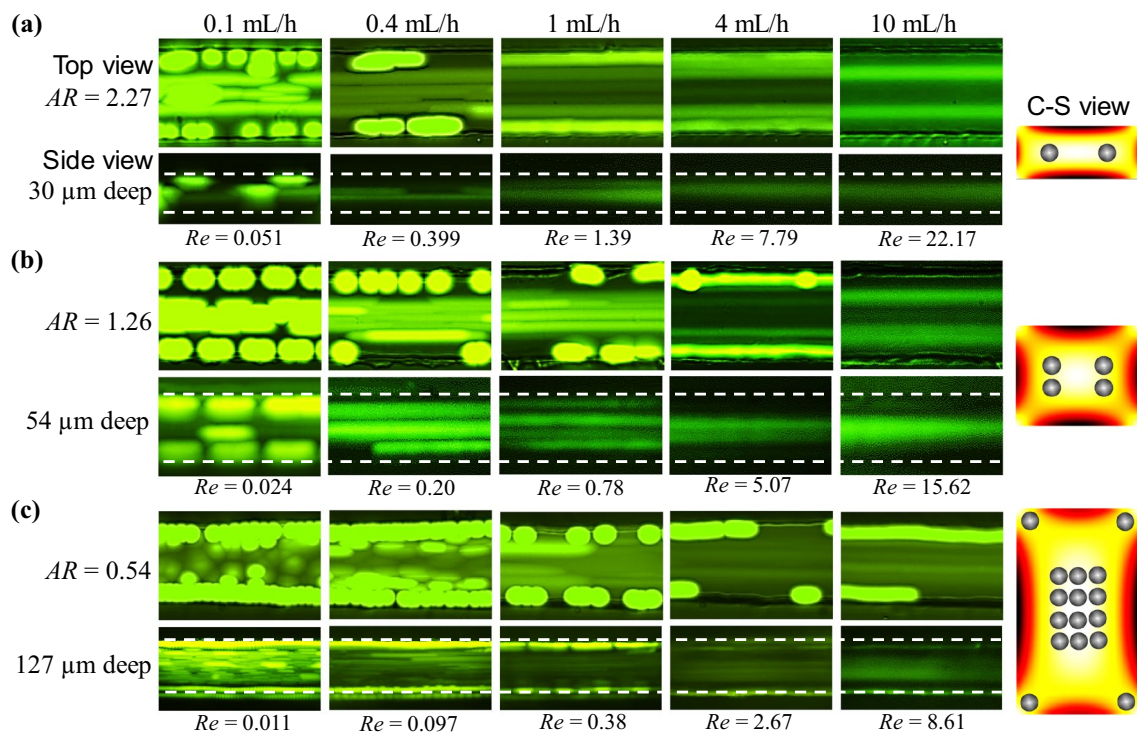 (a) 0.1 mL/h 0.4 mL/h 1 mL/h 4 mL/h 10 mL/h
Top view
AR = 2.27
C-S view
Side view
30 µm deep
Re = 0.051 Re = 0.399 Re = 1.39 Re = 7.79 Re = 22.17
(b)
AR = 1.26
54 µm deep
Re = 0.024 Re = 0.20 Re = 0.78 Re = 5.07 Re = 15.62
(c)
AR = 0.54
127 µm deep
Re = 0.011 Re = 0.097 Re = 0.38 Re = 2.67 Re = 8.61